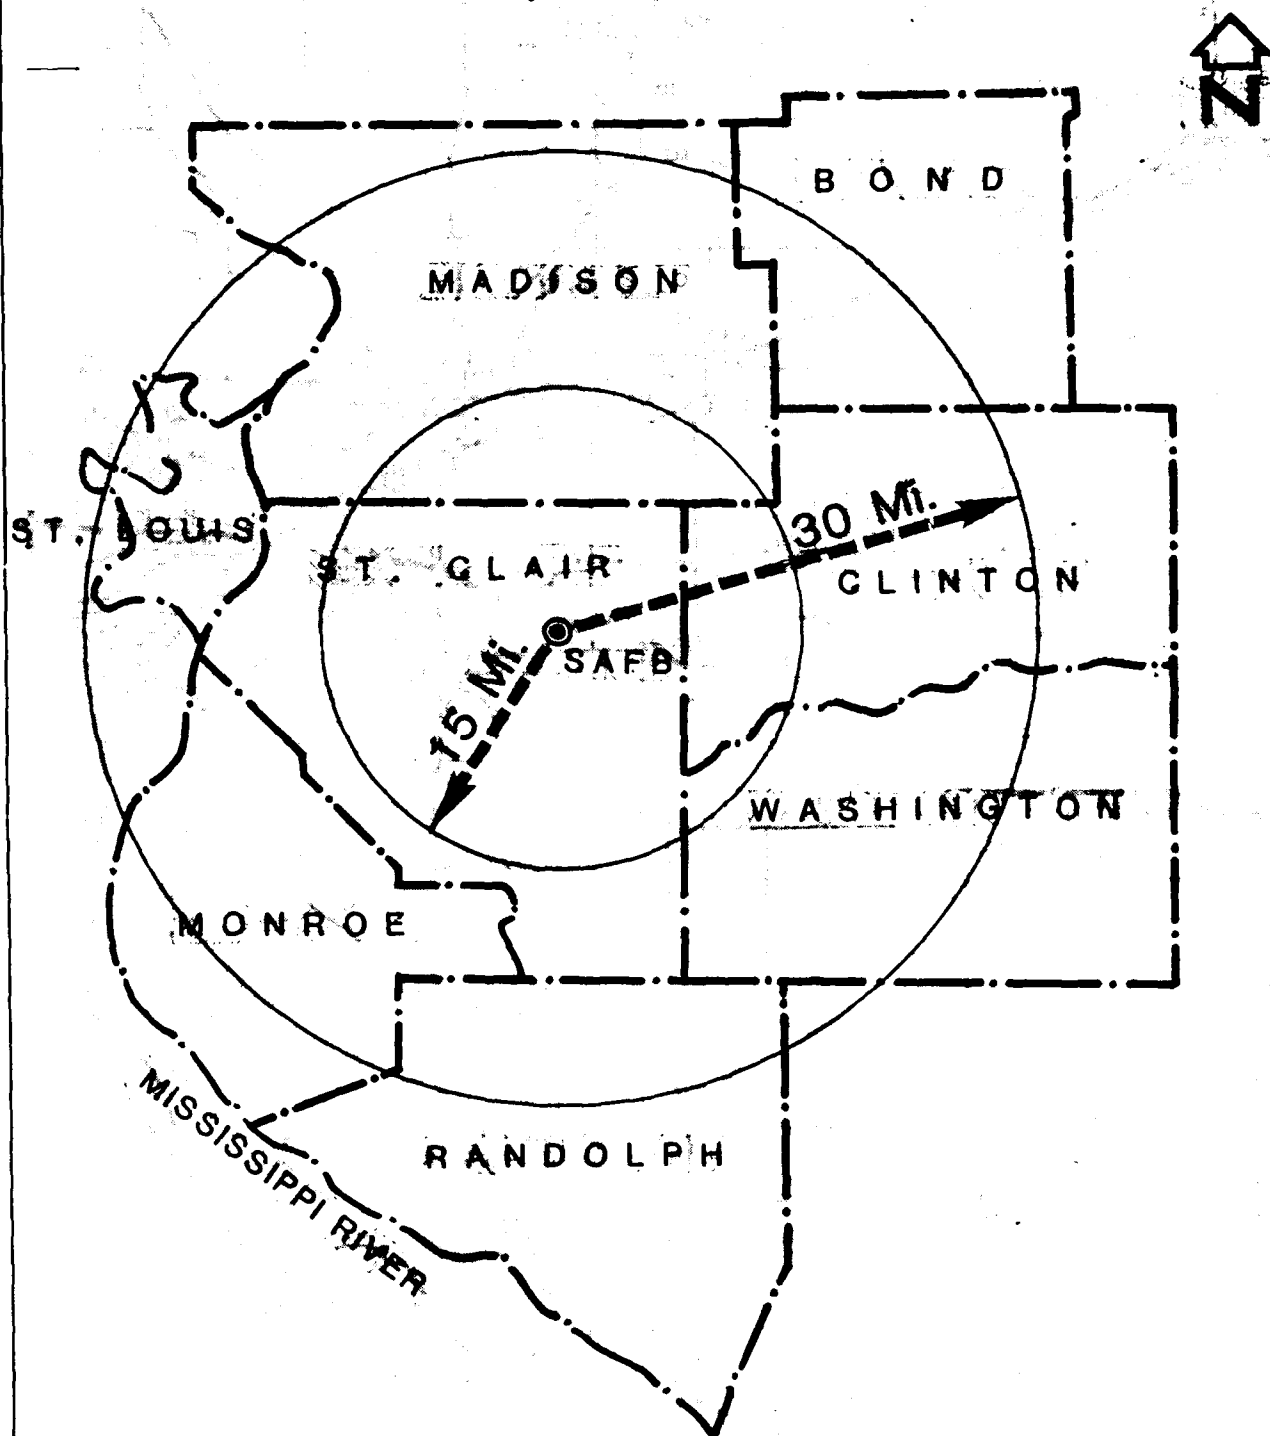 N
BOND
MADISON
30 Mi.
ST. LOUIS
ST. CLAIR
CLINTON
SAFB
15 Mi.
WASHINGTON
MONROE
MISSISSIPPI RIVER
RANDOLPH